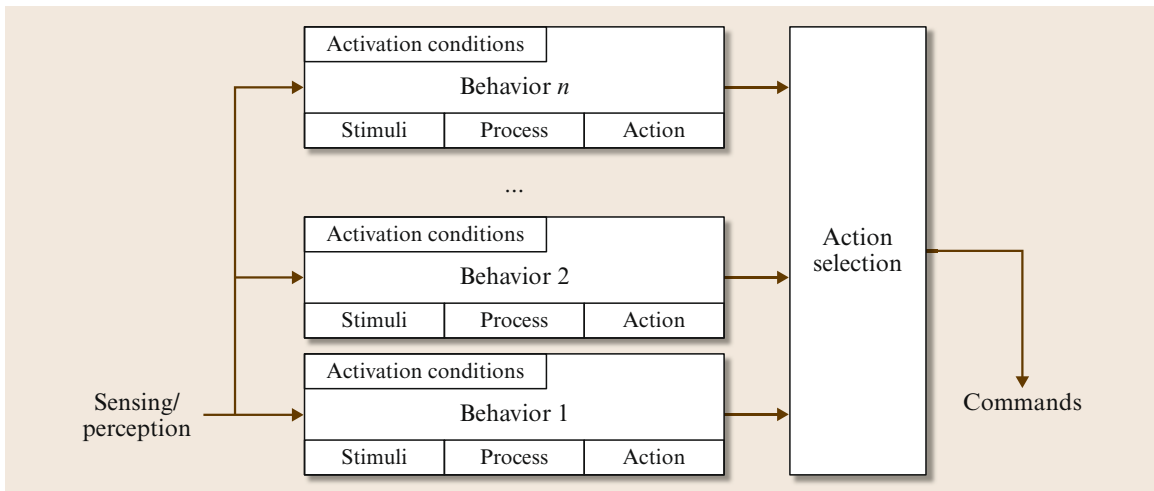 Activation conditions
Behavior n
Stimuli Process Action
...
Activation conditions
Behavior 2
Stimuli Process Action
Activation conditions
Behavior 1
Stimuli Process Action
Sensing/
perception
Action
selection
Commands